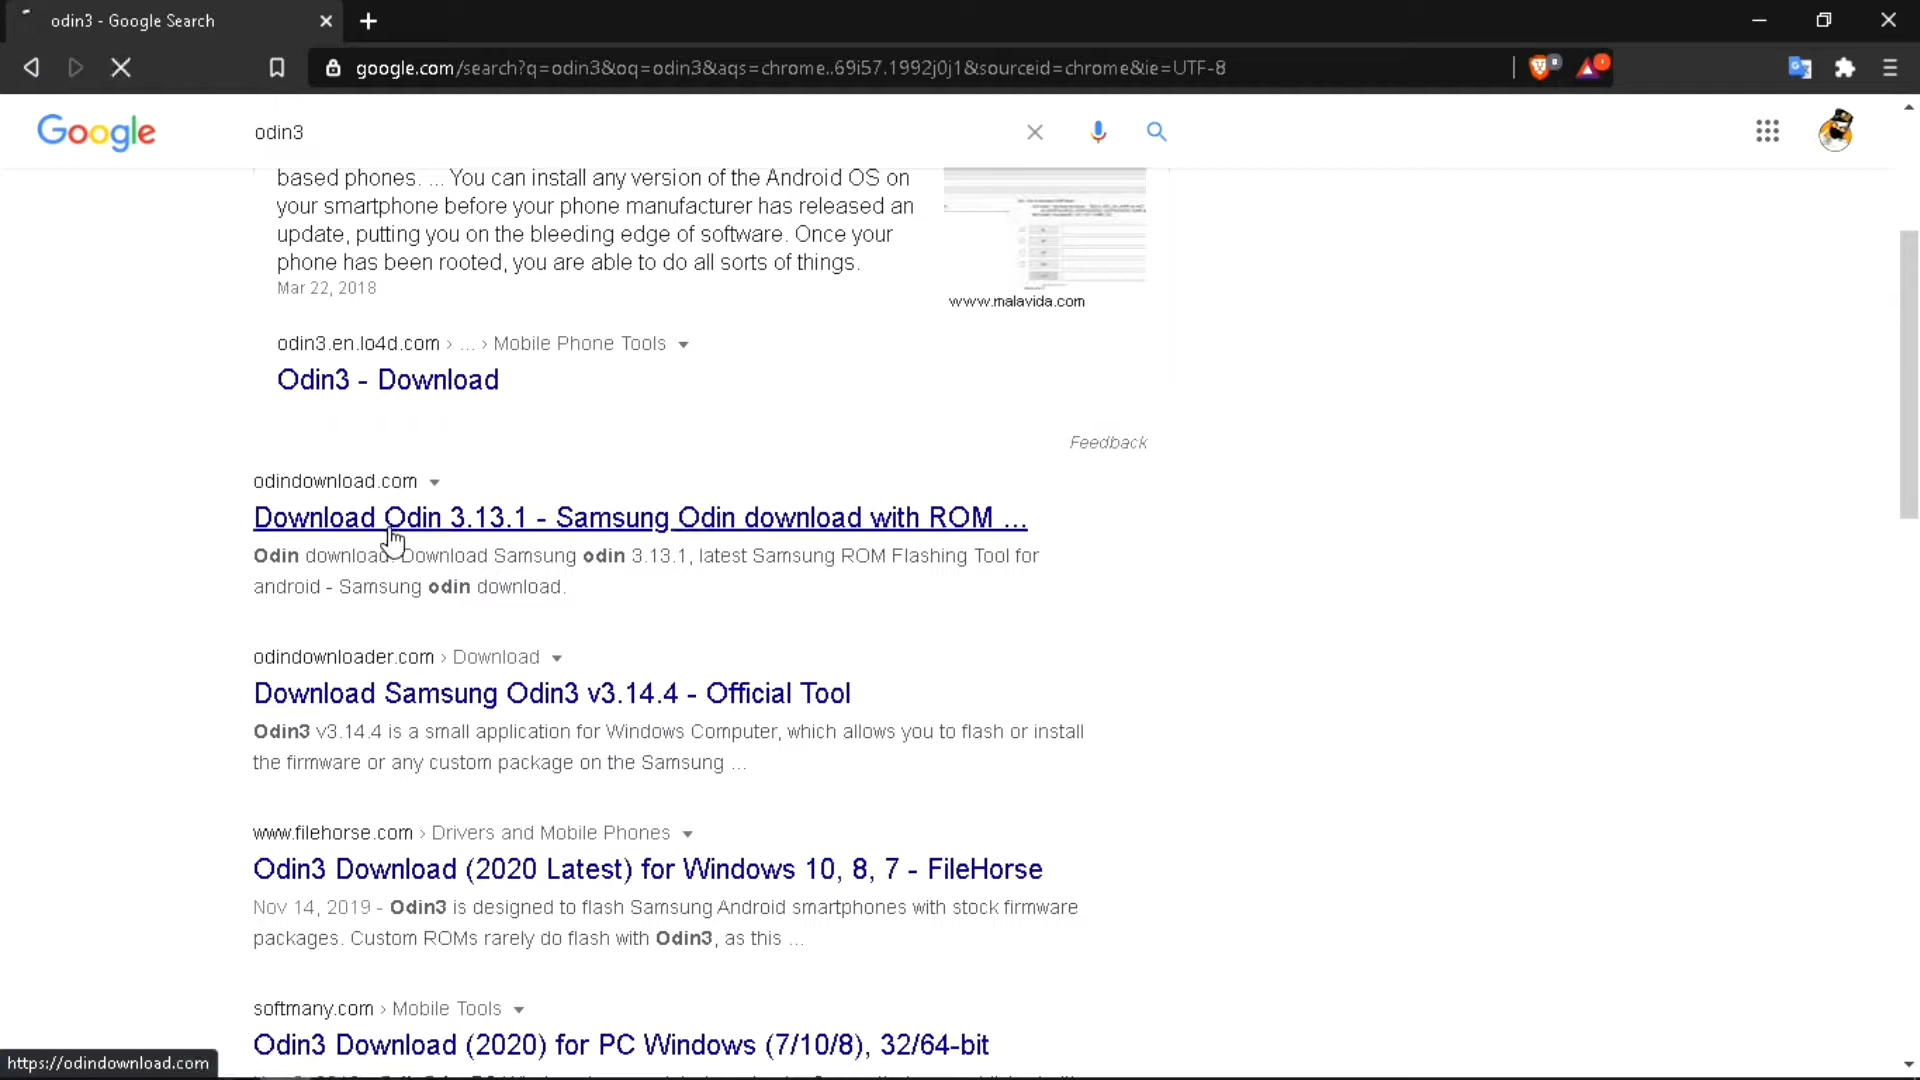 odin3 - Google Search
google.com/search?q=odin3&oq=odin3&aqs=chrome..69i57.1992j0j1&sourceid=chrome&ie=UTF-8
Google
odin3
based phones. ... You can install any version of the Android OS on
your smartphone before your phone manufacturer has released an
update, putting you on the bleeding edge of software. Once your
phone has been rooted, you are able to do all sorts of things.
Mar 22, 2018
www.malavida.com
odin3.en.lo4d.com › ... › Mobile Phone Tools
Odin3 - Download
Feedback
odindownload.com
Download Odin 3.13.1 - Samsung Odin download with ROM ...
Odin download. Download Samsung odin 3.13.1, latest Samsung ROM Flashing Tool for
android - Samsung odin download.
odindownloader.com › Download
Download Samsung Odin3 v3.14.4 - Official Tool
Odin3 v3.14.4 is a small application for Windows Computer, which allows you to flash or install
the firmware or any custom package on the Samsung ...
www.filehorse.com › Drivers and Mobile Phones
Odin3 Download (2020 Latest) for Windows 10, 8, 7 - FileHorse
Nov 14, 2019 - Odin3 is designed to flash Samsung Android smartphones with stock firmware
packages. Custom ROMs rarely do flash with Odin3, as this ...
softmany.com › Mobile Tools
Odin3 Download (2020) for PC Windows (7/10/8), 32/64-bit
https://odindownload.com